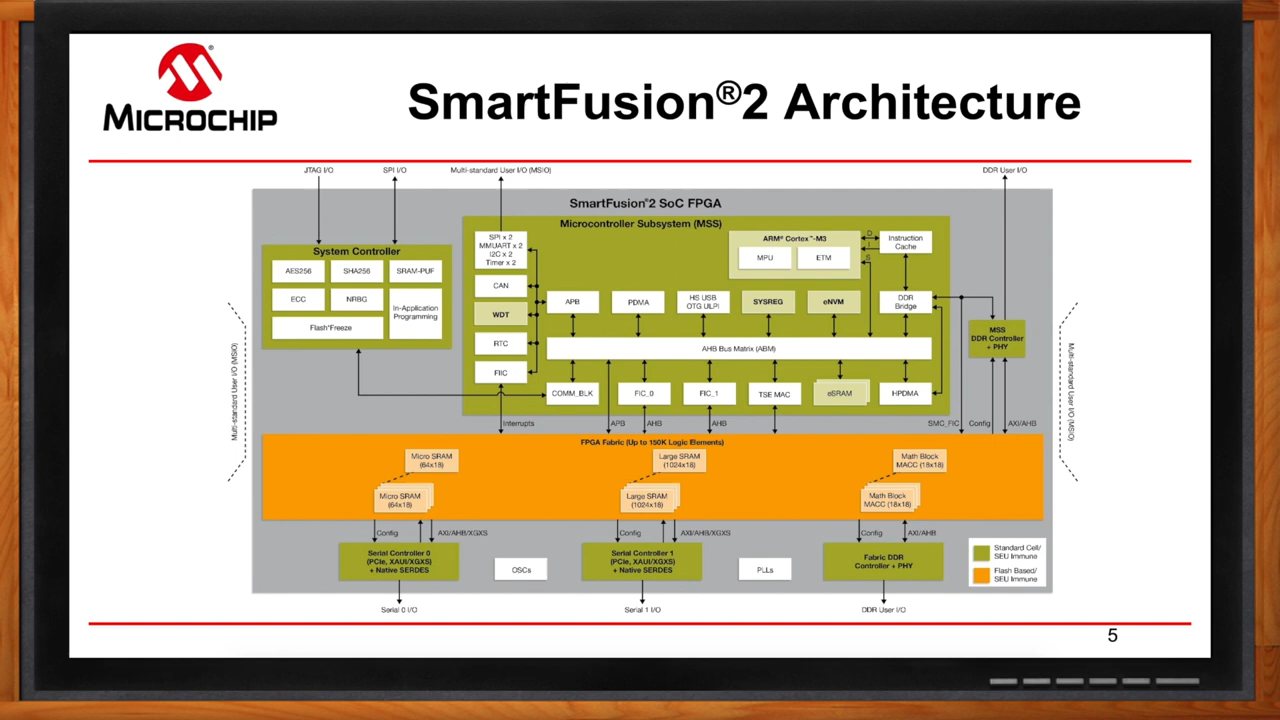 MICROCHIP
SmartFusion®2 Architecture
JTAG I/O
SPI I/O
Multi-standard User I/O (MSIO)
DDR User I/O
SmartFusion®2 SoC FPGA
Microcontroller Subsystem (MSS)
System Controller
AES256
SHA256
SRAM-PUF
ECC
NRBG
In-Application
Programming
Flash*Freeze
SPI x 2
MMUART x 2
I2C x 2
Timer x 2
CAN
WDT
RTC
FIIC
ARM® Cortex™-M3
MPU
ETM
D
I
S
Instruction
Cache
APB
PDMA
HS USB
OTG ULPI
SYSREG
eNVM
DDR
Bridge
AHB Bus Matrix (ABM)
COMM_BLK
FIC_0
FIC_1
TSE MAC
eSRAM
HPDMA
MSS
DDR Controller
+ PHY
Multi-standard User I/O (MSIO)
Multi-standard User I/O (MSIO)
Interrupts
APB
AHB
AHB
SMC_FIC
Config
AXI/AHB
FPGA Fabric (Up to 150K Logic Elements)
Micro SRAM
(64x18)
Micro SRAM
(64x18)
Large SRAM
(1024x18)
Large SRAM
(1024x18)
Math Block
MACC (18x18)
Math Block
MACC (18x18)
Config
AXI/AHB/XGXS
Config
AXI/AHB/XGXS
Config
AXI/AHB
Serial Controller 0
(PCIe, XAUI/XGXS)
+ Native SERDES
OSCs
Serial Controller 1
(PCIe, XAUI/XGXS)
+ Native SERDES
PLLs
Fabric DDR
Controller + PHY
Standard Cell/
SEU Immune
Flash Based/
SEU Immune
Serial 0 I/O
Serial 1 I/O
DDR User I/O
5